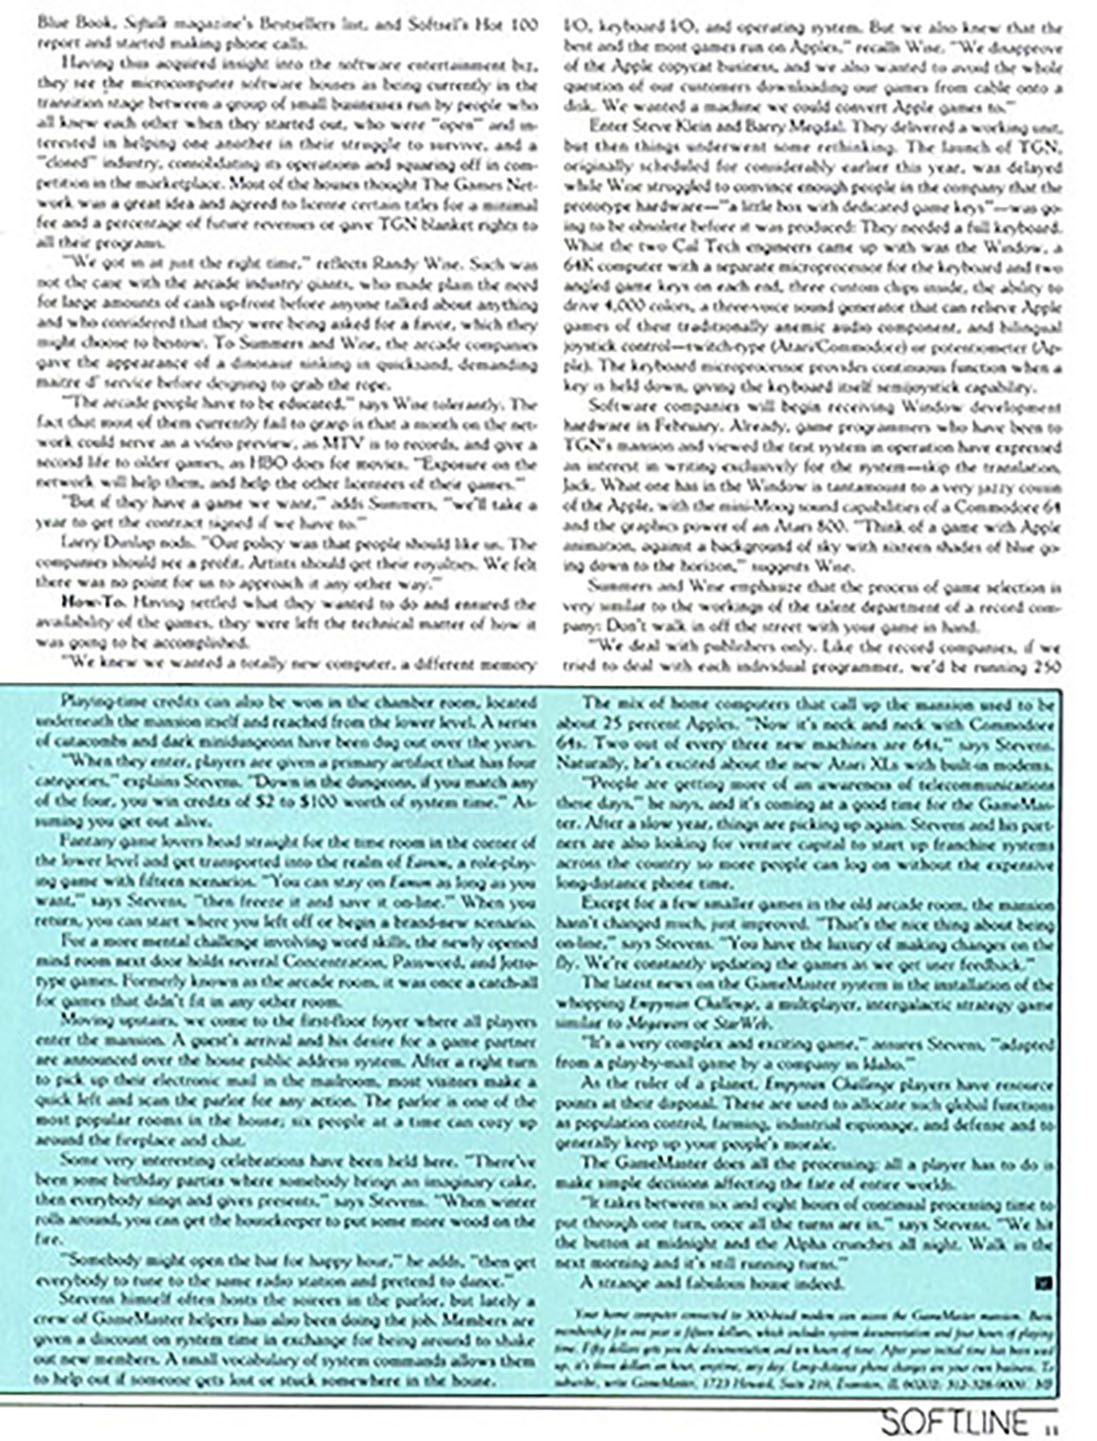 Blue Book, Softalk magazine's Bestsellers list, and Softsel's Hot 100
report and started making phone calls.
Having thus acquired insight into the software entertainment biz,
they see the microcomputer software houses as being currently in the
transition stage between a group of small businesses run by people who
all knew each other when they started out, who were "open" and in-
terested in helping one another in their struggle to survive, and a
"closed" industry, consolidating its operations and squaring off in com-
petition in the marketplace. Most of the houses thought The Games Net-
work was a great idea and agreed to license certain titles for a minimal
fee and a percentage of future revenues or gave TGN blanket rights to
all their programs.
"We got in at just the right time," reflects Randy Wise. Such was
not the case with the arcade industry giants, who made plain the need
for large amounts of cash up-front before anyone talked about anything
and who considered that they were being asked for a favor, which they
might choose to bestow. To Summers and Wise, the arcade companies
gave the appearance of a dinosaur sinking in quicksand, demanding
maitre d' service before deigning to grab the rope.
"The arcade people have to be educated," says Wise tolerantly. The
fact that most of them currently fail to grasp is that a month on the net-
work could serve as a video preview, as MTV is to records, and give a
second life to older games, as HBO does for movies. "Exposure on the
network will help them, and help the other licensees of their games."
"But if they have a game we want," adds Summers, "we'll take a
year to get the contract signed if we have to."
Larry Dunlap nods. "Our policy was that people should like us. The
companies should see a profit. Artists should get their royalties. We felt
there was no point for us to approach it any other way."
How-To. Having settled what they wanted to do and ensured the
availability of the games, they were left the technical matter of how it
was going to be accomplished.
"We knew we wanted a totally new computer, a different memory
I/O, keyboard I/O, and operating system. But we also knew that the
best and the most games run on Apples," recalls Wise. "We disapprove
of the Apple copycat business, and we also wanted to avoid the whole
question of our customers downloading our games from cable onto a
disk. We wanted a machine we could convert Apple games to."
Enter Steve Klein and Barry Megdal. They delivered a working unit,
but then things underwent some rethinking. The launch of TGN,
originally scheduled for considerably earlier this year, was delayed
while Wise struggled to convince enough people in the company that the
prototype hardware—"a little box with dedicated game keys"—was go-
ing to be obsolete before it was produced: They needed a full keyboard.
What the two Cal Tech engineers came up with was the Window, a
64K computer with a separate microprocessor for the keyboard and two
angled game keys on each end, three custom chips inside, the ability to
drive 4,000 colors, a three-voice sound generator that can relieve Apple
games of their traditionally anemic audio component, and bilingual
joystick control—switch-type (Atari/Commodore) or potentiometer (Ap-
ple). The keyboard microprocessor provides continuous function when a
key is held down, giving the keyboard itself semijoystick capability.
Software companies will begin receiving Window development
hardware in February. Already, game programmers who have been to
TGN's mansion and viewed the test system in operation have expressed
an interest in writing exclusively for the system—skip the translation,
Jack. What one has in the Window is tantamount to a very jazzy cousin
of the Apple, with the mini-Moog sound capabilities of a Commodore 64
and the graphics power of an Atari 800. "Think of a game with Apple
animation, against a background of sky with sixteen shades of blue go-
ing down to the horizon," suggests Wise.
Summers and Wise emphasize that the process of game selection is
very similar to the workings of the talent department of a record com-
pany: Don't walk in off the street with your game in hand.
"We deal with publishers only. Like the record companies, if we
tried to deal with each individual programmer, we'd be running 250
Playing-time credits can also be won in the chamber room, located
underneath the mansion itself and reached from the lower level. A series
of catacombs and dark minidungeons have been dug out over the years.
"When they enter, players are given a primary artifact that has four
categories," explains Stevens. "Down in the dungeons, if you match any
of the four, you win credits of $2 to $100 worth of system time." As-
suming you get out alive.
Fantasy game lovers head straight for the time room in the corner of
the lower level and get transported into the realm of Eamon, a role-play-
ing game with fifteen scenarios. "You can stay on Eamon as long as you
want," says Stevens, "then freeze it and save it on-line." When you
return, you can start where you left off or begin a brand-new scenario.
For a more mental challenge involving word skills, the newly opened
mind room next door holds several Concentration, Password, and Jotto-
type games. Formerly known as the arcade room, it was once a catch-all
for games that didn't fit in any other room.
Moving upstairs, we come to the first-floor foyer where all players
enter the mansion. A guest's arrival and his desire for a game partner
are announced over the house public address system. After a right turn
to pick up their electronic mail in the mailroom, most visitors make a
quick left and scan the parlor for any action. The parlor is one of the
most popular rooms in the house; six people at a time can cozy up
around the fireplace and chat.
Some very interesting celebrations have been held here. "There've
been some birthday parties where somebody brings an imaginary cake,
then everybody sings and gives presents," says Stevens. "When winter
rolls around, you can get the housekeeper to put some more wood on the
fire.
"Somebody might open the bar for happy hour," he adds, "then get
everybody to tune to the same radio station and pretend to dance."
Stevens himself often hosts the soirees in the parlor, but lately a
crew of GameMaster helpers has also been doing the job. Members are
given a discount on system time in exchange for being around to shake
out new members. A small vocabulary of system commands allows them
to help out if someone gets lost or stuck somewhere in the house.
The mix of home computers that call up the mansion used to be
about 25 percent Apples. "Now it's neck and neck with Commodore
64s. Two out of every three new machines are 64s," says Stevens.
Naturally, he's excited about the new Atari XLs with built-in modems.
"People are getting more of an awareness of telecommunications
these days," he says, and it's coming at a good time for the GameMas-
ter. After a slow year, things are picking up again. Stevens and his part-
ners are also looking for venture capital to start up franchise systems
across the country so more people can log on without the expensive
long-distance phone time.
Except for a few smaller games in the old arcade room, the mansion
hasn't changed much, just improved. "That's the nice thing about being
on-line," says Stevens. "You have the luxury of making changes on the
fly. We're constantly updating the games as we get user feedback."
The latest news on the GameMaster system is the installation of the
whopping Empyrean Challenge, a multiplayer, intergalactic strategy game
similar to Megawars or StarWeb.
"It's a very complex and exciting game," assures Stevens, "adapted
from a play-by-mail game by a company in Idaho."
As the ruler of a planet, Empyrean Challenge players have resource
points at their disposal. These are used to allocate such global functions
as population control, farming, industrial espionage, and defense and to
generally keep up your people's morale.
The GameMaster does all the processing; all a player has to do is
make simple decisions affecting the fate of entire worlds.
"It takes between six and eight hours of continual processing time to
put through one turn, once all the turns are in," says Stevens. "We hit
the button at midnight and the Alpha crunches all night. Walk in the
next morning and it's still running turns."
A strange and fabulous house indeed.
Your home computer connected to 300-baud modem can access the GameMaster mansion. Basic
membership for one year is fifteen dollars, which includes system documentation and four hours of playing
time. Fifty dollars gets you the documentation and ten hours of time. After your initial time has been used
up, it's three dollars an hour, anytime, any day. Long-distance phone charges are your own business. To
subscribe, write GameMaster, 1723 Howard, Suite 219, Evanston, IL 60202; 312-328-9009. MF
SOFTLINE 11